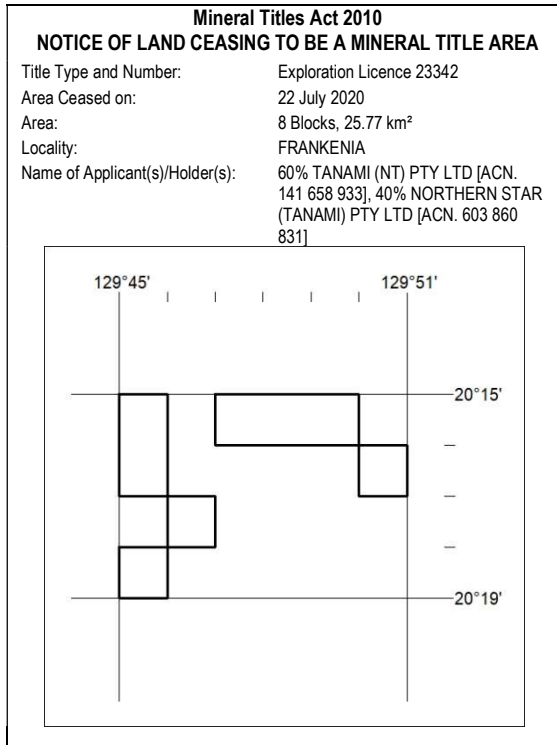 Mineral Titles Act 2010
NOTICE OF LAND CEASING TO BE A MINERAL TITLE AREA
Title Type and Number: Exploration Licence 23342
Area Ceased on: 22 July 2020
Area: 8 Blocks, 25.77 km²
Locality: FRANKENIA
Name of Applicant(s)/Holder(s): 60% TANAMI (NT) PTY LTD [ACN.
141 658 933], 40% NORTHERN STAR
(TANAMI) PTY LTD [ACN. 603 860
831]
129°45' 129°51'
20°15'
20°19'